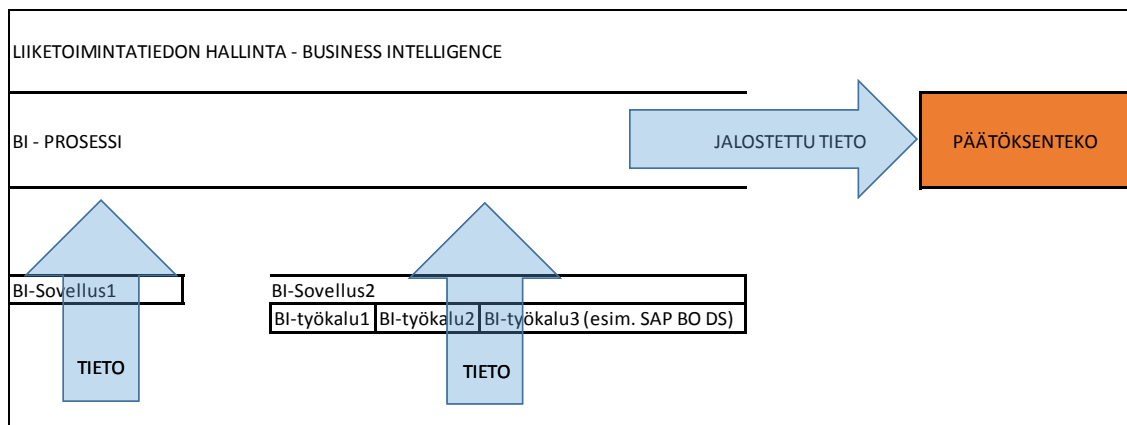 LIIKETOIMINTATIEDON HALLINTA - BUSINESS INTELLIGENCE
BI - PROSESSI
JALOSTETTU TIETO
PÄÄTÖKSENTEKO
BI-Sovellus1
BI-Sovellus2
BI-työkalu1
BI-työkalu2
BI-työkalu3 (esim. SAP BO DS)
TIETO
TIETO